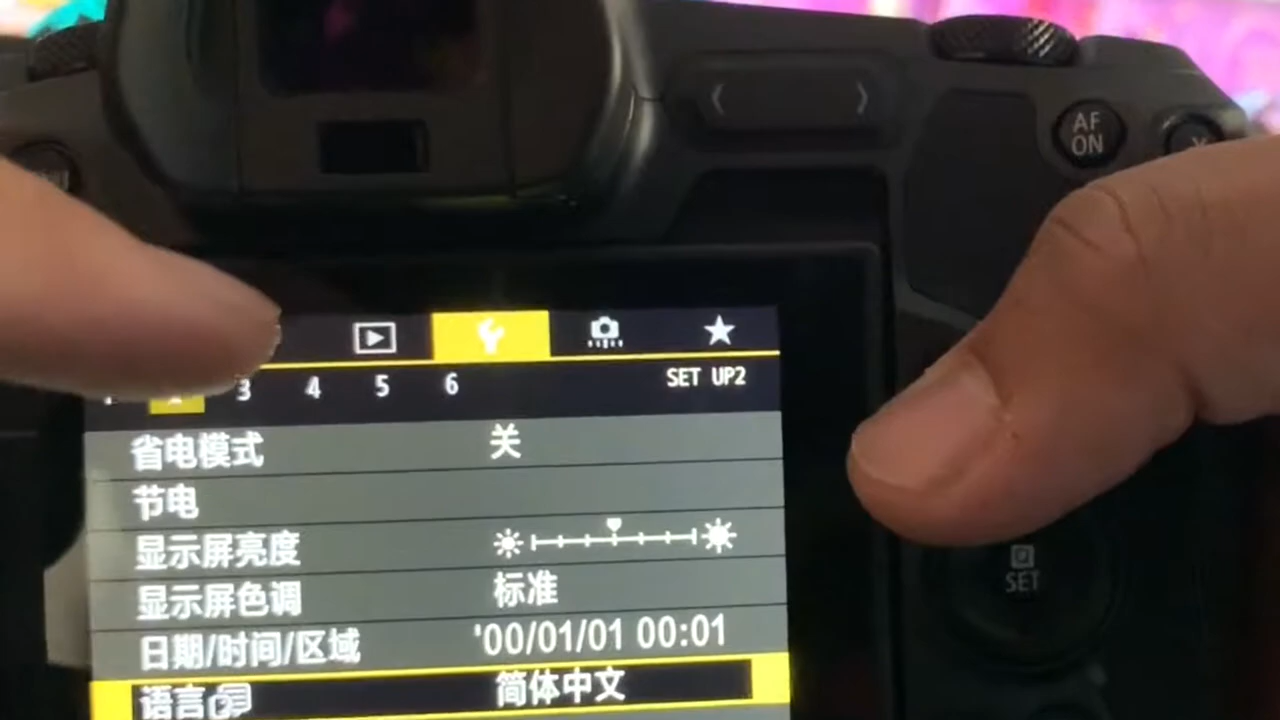 AF
ON
3 4 5 6 SET UP2
省电模式 关
节电
显示屏亮度
显示屏色调 标准
日期/时间/区域 '00/01/01 00:01
语言 简体中文
SET